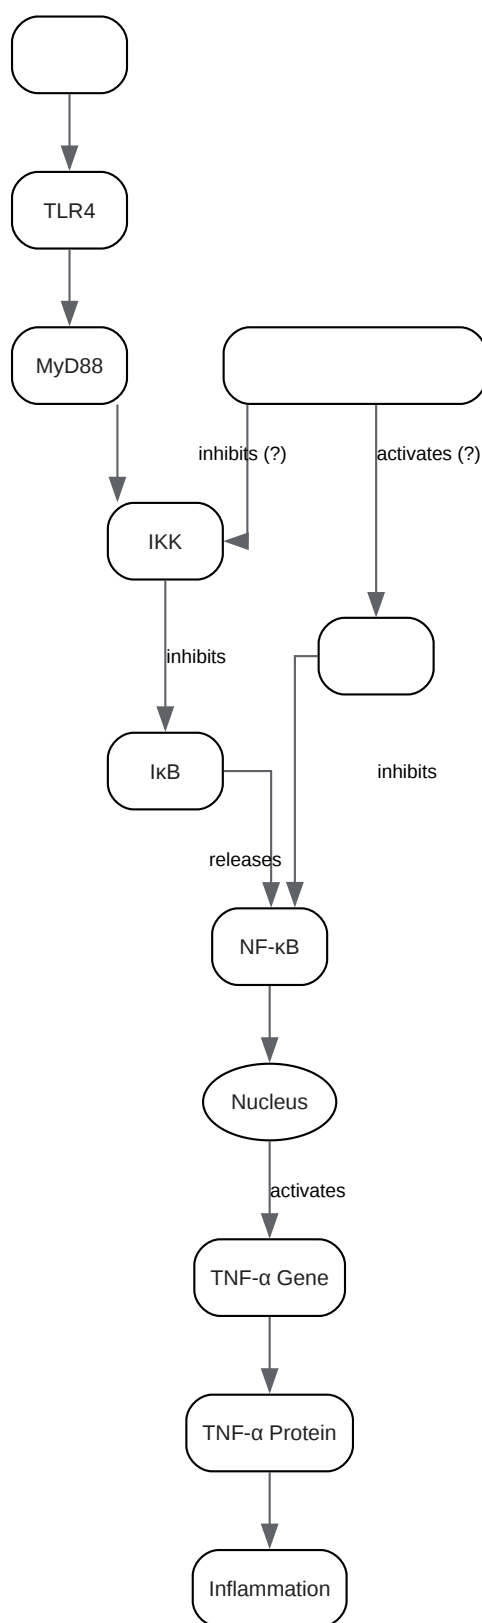 TLR4
MyD88
inhibits (?)
activates (?)
IKK
inhibits
IκB
inhibits
releases
NF-κB
Nucleus
activates
TNF-α Gene
TNF-α Protein
Inflammation